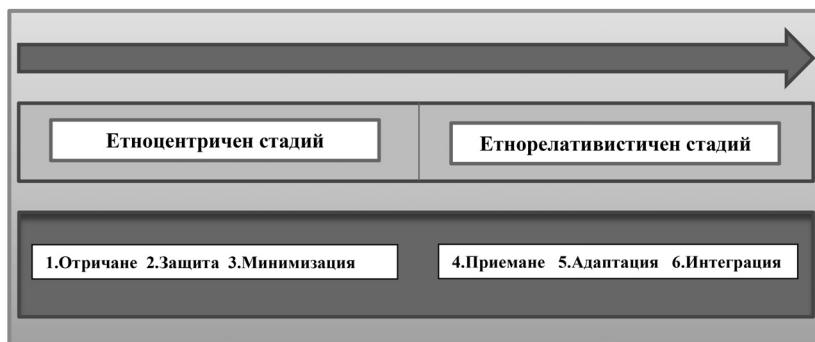 Етноцентричен стадий
Етнорелативистичен стадий
1.Отричане 2.Защита 3.Минимизация
4.Приемане 5.Адаптация 6.Интеграция